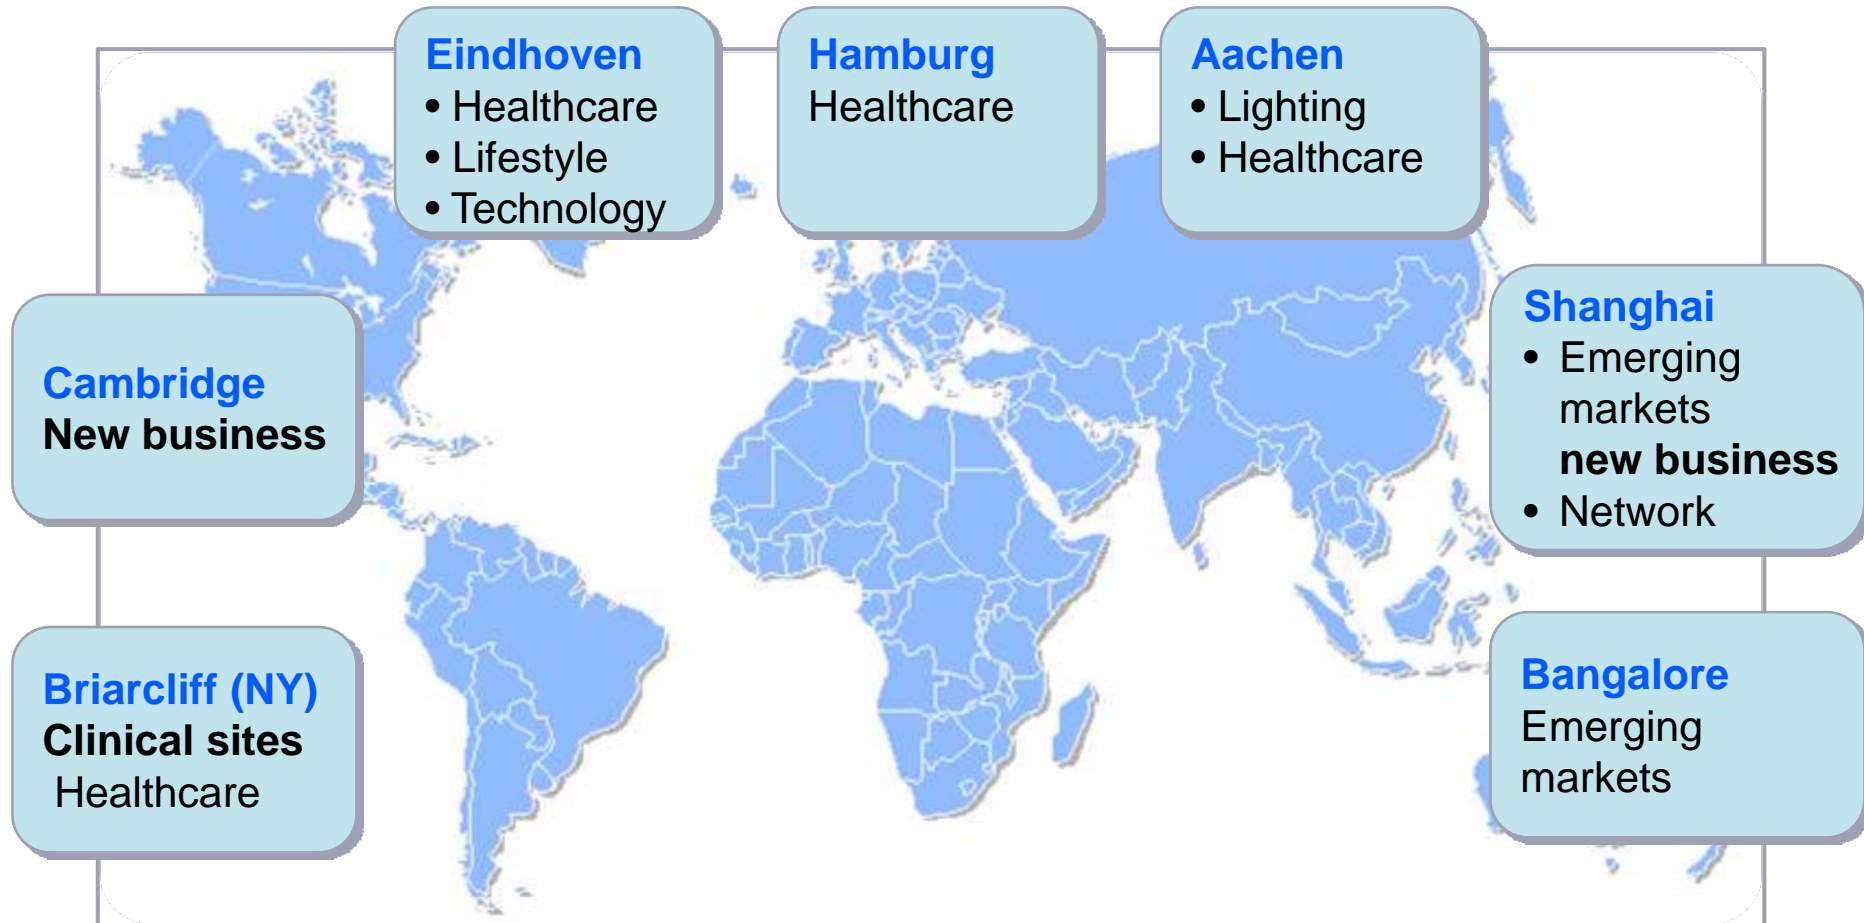 Eindhoven
• Healthcare
• Lifestyle
• Technology
Hamburg
Healthcare
Aachen
• Lighting
• Healthcare
Cambridge
New business
Shanghai
• Emerging
markets
new business
• Network
Briarcliff (NY)
Clinical sites
Healthcare
Bangalore
Emerging
markets